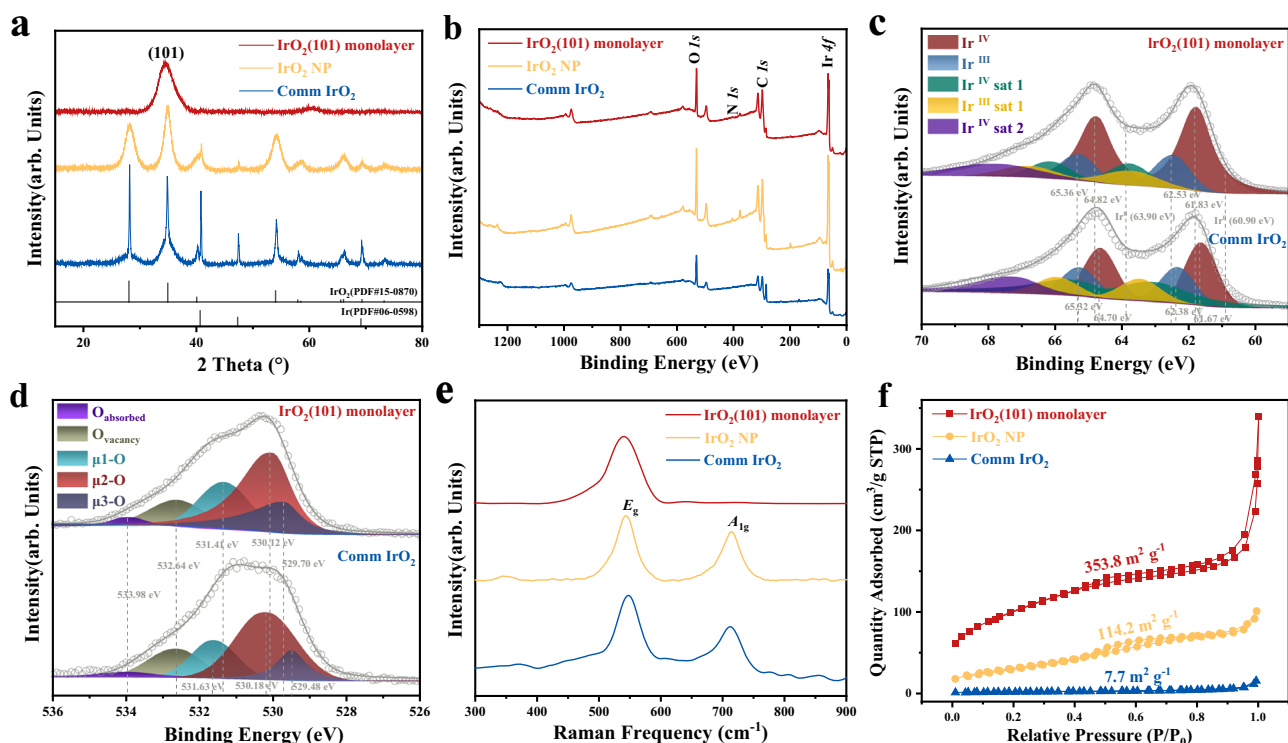 a
Intensity(arb. Units)
(101)
IrO2(101) monolayer
IrO2 NP
Comm IrO2
IrO2(PDF#15-0870)
Ir(PDF#06-0598)
20 30 40 50 60 70 80
2 Theta (°)
b
Intensity(arb. Units)
IrO2(101) monolayer
IrO2 NP
Comm IrO2
O 1s
N 1s
C 1s
Ir 4f
1200 1000 800 600 400 200 0
Binding Energy (eV)
c
Intensity(arb. Units)
Ir IV
Ir III
Ir IV sat 1
Ir III sat 1
Ir IV sat 2
IrO2(101) monolayer
65.36 eV
64.82 eV
Ir0 (63.90 eV)
62.53 eV
61.83 eV
Ir0 (60.90 eV)
Comm IrO2
65.32 eV
64.70 eV
62.38 eV
61.67 eV
70 68 66 64 62 60
Binding Energy (eV)
d
Intensity(arb. Units)
Oabsorbed
Ovacancy
μ1-O
μ2-O
μ3-O
IrO2(101) monolayer
533.98 eV
532.64 eV
531.41 eV
530.12 eV
529.70 eV
Comm IrO2
531.63 eV
530.18 eV
529.48 eV
536 534 532 530 528 526
Binding Energy (eV)
e
Intensity(arb. Units)
IrO2(101) monolayer
IrO2 NP
Comm IrO2
Eg
A1g
300 400 500 600 700 800 900
Raman Frequency (cm-1)
f
Quantity Adsorbed (cm3/g STP)
IrO2(101) monolayer
IrO2 NP
Comm IrO2
353.8 m2 g-1
114.2 m2 g-1
7.7 m2 g-1
300
200
100
0
0.0 0.2 0.4 0.6 0.8 1.0
Relative Pressure (P/P0)